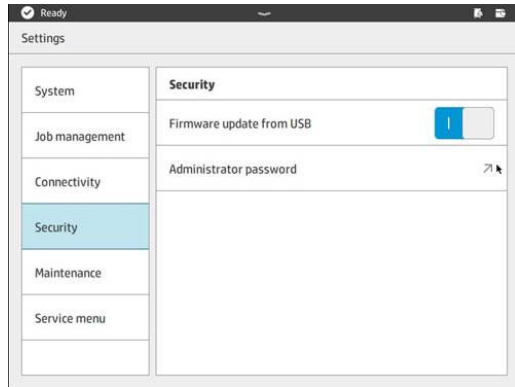 Ready
Settings
System
Job management
Connectivity
Security
Maintenance
Service menu
Security
Firmware update from USB
Administrator password